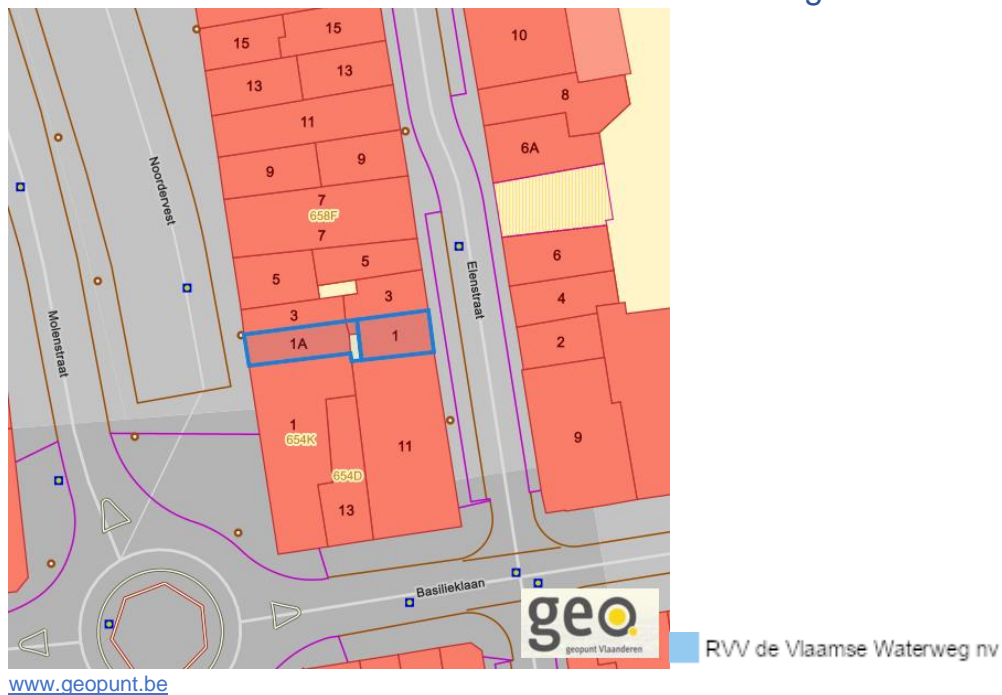 g
15
15
10
13
13
8
11
6A
9
9
Noordervest
7
658F
7
6
5
5
Elenstraat
4
3
3
1A
1
2
Molenstraat
1
654K
11
9
654D
13
Basilieklaan
geo.
geopunt Vlaanderen
RVV de Vlaamse Waterweg nv
www.geopunt.be